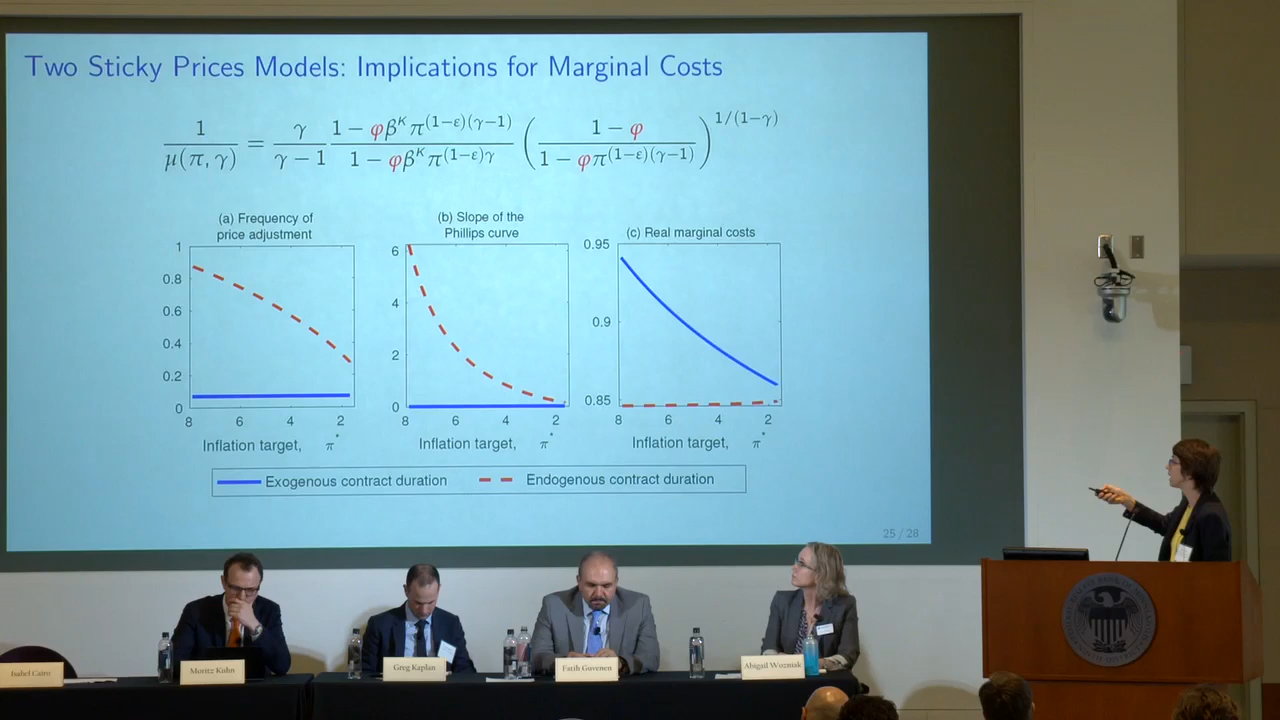 Two Sticky Prices Models: Implications for Marginal Costs
1/μ(π, γ) = γ/(γ − 1) (1 − φβ^κ π^(1−ε)(γ−1))/(1 − φβ^κ π^(1−ε)γ) ((1 − φ)/(1 − φπ^(1−ε)(γ−1)))^1/(1−γ)
(a) Frequency of
price adjustment
1
0.8
0.6
0.4
0.2
0
8 6 4 2
Inflation target, π*
(b) Slope of the
Phillips curve
6
4
2
0
8 6 4 2
Inflation target, π*
(c) Real marginal costs
0.95
0.9
0.85
8 6 4 2
Inflation target, π*
Exogenous contract duration Endogenous contract duration
25 / 28
Isabel Cairo
Moritz Kuhn
Greg Kaplan
Fatih Guvenen
Abigail Wozniak